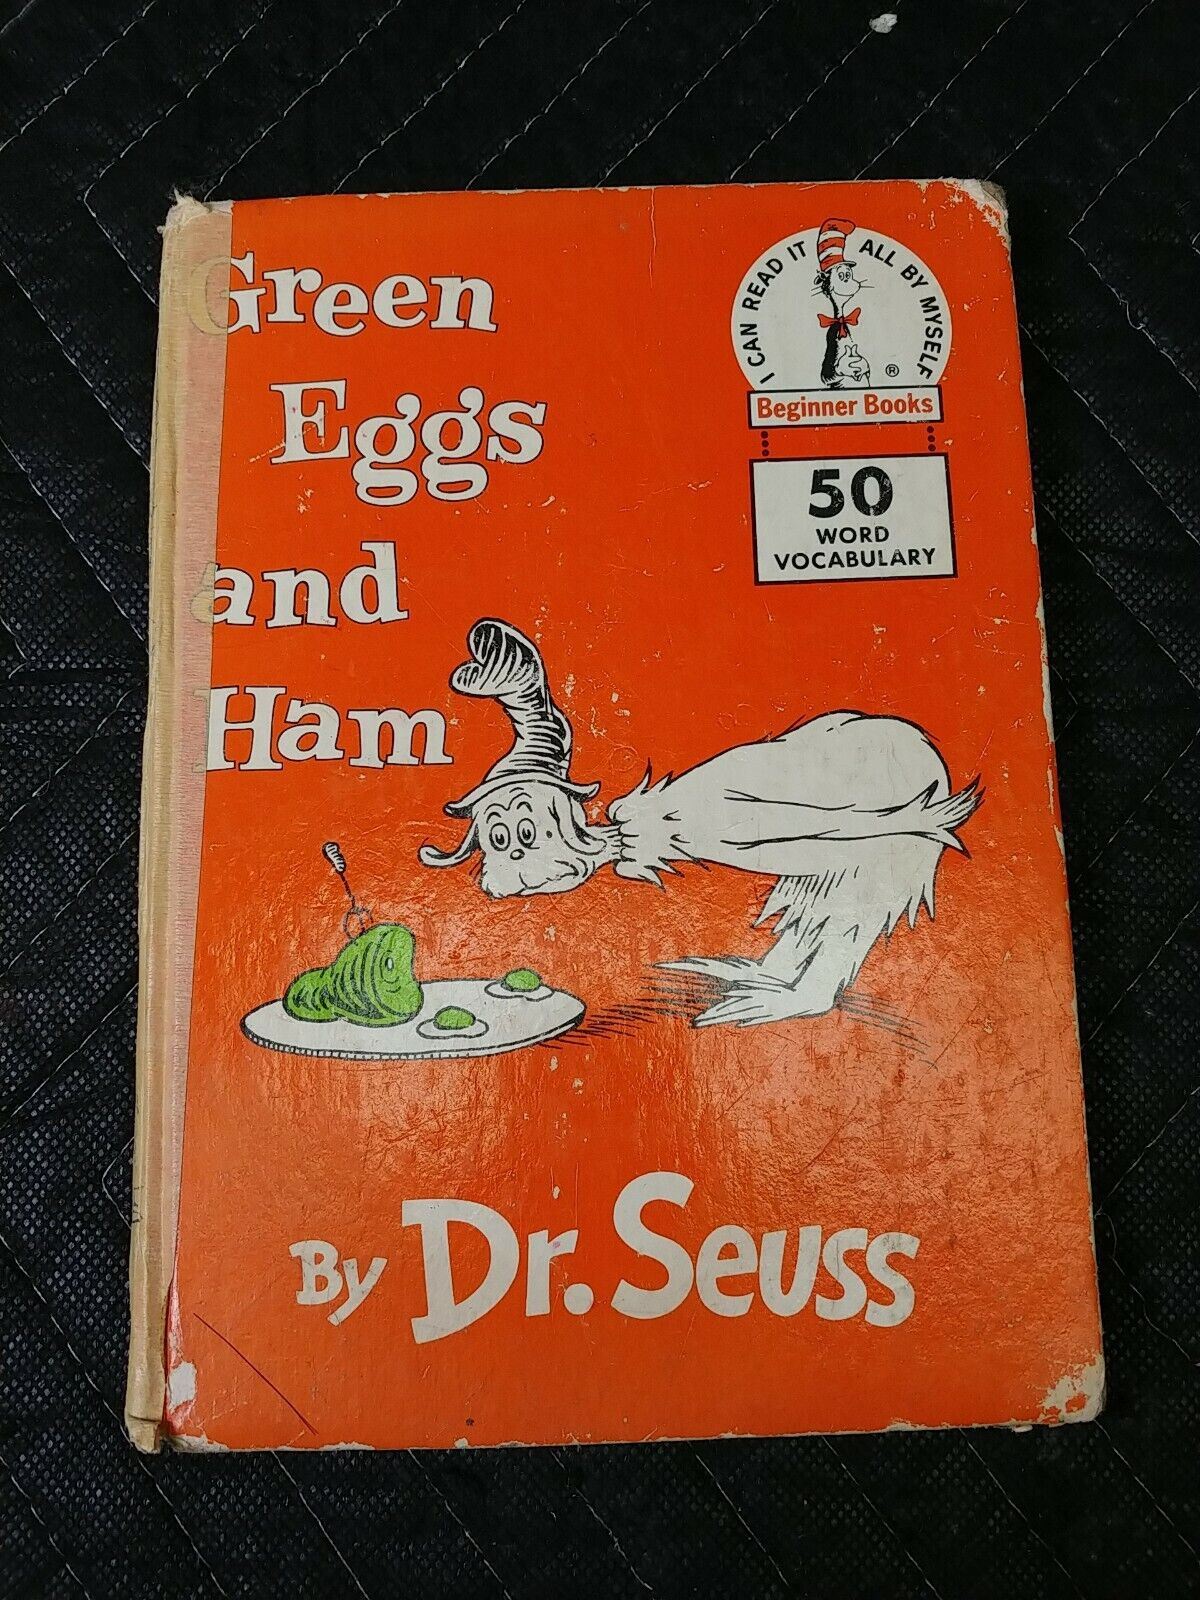 Green
Eggs
and
Ham
I CAN READ IT ALL BY MYSELF
®
Beginner Books
50
WORD
VOCABULARY
By Dr. Seuss